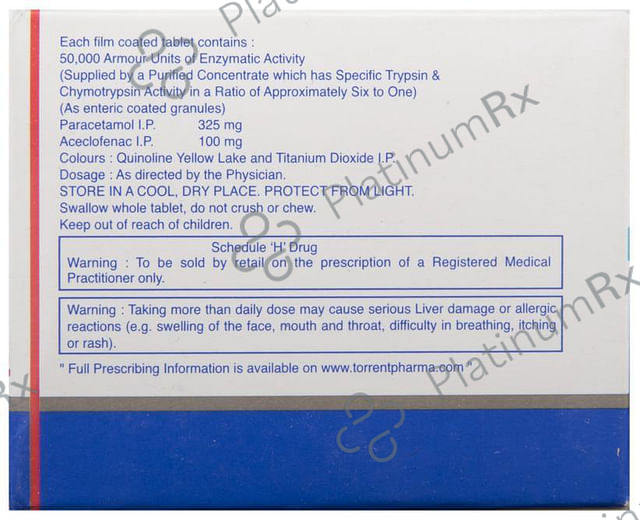 Each film coated tablet contains :
50,000 Armour Units of Enzymatic Activity
(Supplied by a Purified Concentrate which has Specific Trypsin &
Chymotrypsin Activity in a Ratio of Approximately Six to One)
(As enteric coated granules)
Paracetamol I.P. 325 mg
Aceclofenac I.P. 100 mg
Colours : Quinoline Yellow Lake and Titanium Dioxide I.P.
Dosage : As directed by the Physician.
STORE IN A COOL, DRY PLACE. PROTECT FROM LIGHT.
Swallow whole tablet, do not crush or chew.
Keep out of reach of children.
Schedule 'H' Drug
Warning : To be sold by retail on the prescription of a Registered Medical
Practitioner only.
Warning : Taking more than daily dose may cause serious Liver damage or allergic
reactions (e.g. swelling of the face, mouth and throat, difficulty in breathing, itching
or rash).
" Full Prescribing Information is available on www.torrentpharma.com "
PlatinumRx
PlatinumRx